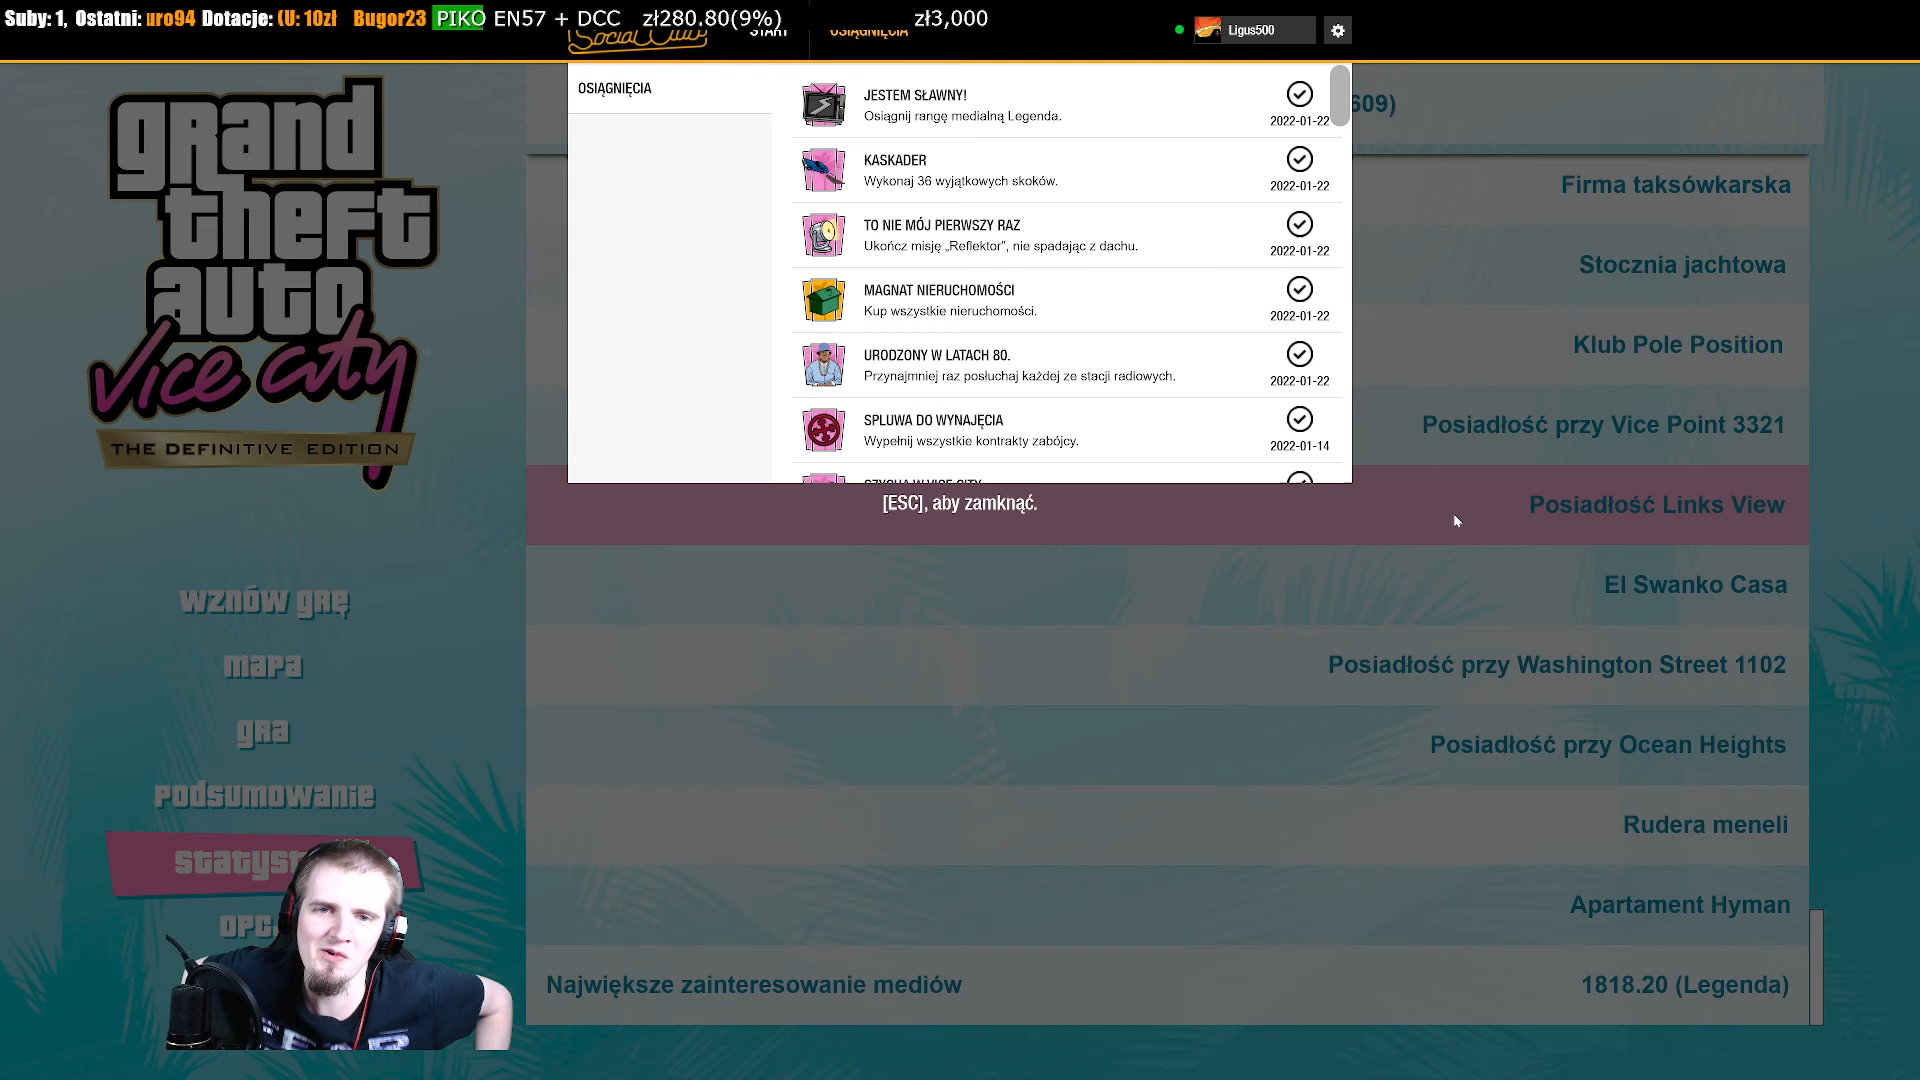 Suby: 1, Ostatni: uro94 Dotacje: (U: 10zł Bugor23 PIKO EN57 + DCC zł280.80(9%) zł3,000
Social Club START OSIĄGNIĘCIA Ligus500
OSIĄGNIĘCIA
JESTEM SŁAWNY!
Osiągnij rangę medialną Legenda.
2022-01-22
KASKADER
Wykonaj 36 wyjątkowych skoków.
2022-01-22
TO NIE MÓJ PIERWSZY RAZ
Ukończ misję „Reflektor”, nie spadając z dachu.
2022-01-22
MAGNAT NIERUCHOMOŚCI
Kup wszystkie nieruchomości.
2022-01-22
URODZONY W LATACH 80.
Przynajmniej raz posłuchaj każdej ze stacji radiowych.
2022-01-22
SPLUWA DO WYNAJĘCIA
Wypełnij wszystkie kontrakty zabójcy.
2022-01-14
[ESC], aby zamknąć.
grand
theft
auto
Vice City
THE DEFINITIVE EDITION
wznów grę
mapa
gra
podsumowanie
609)
Firma taksówkarska
Stocznia jachtowa
Klub Pole Position
Posiadłość przy Vice Point 3321
Posiadłość Links View
El Swanko Casa
Posiadłość przy Washington Street 1102
Posiadłość przy Ocean Heights
Rudera meneli
Apartament Hyman
Największe zainteresowanie mediów 1818.20 (Legenda)